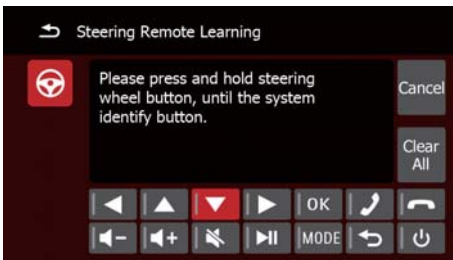 Steering Remote Learning
Please press and hold steering
wheel button, until the system
identify button.
Cancel
Clear
All
OK
- + MODE